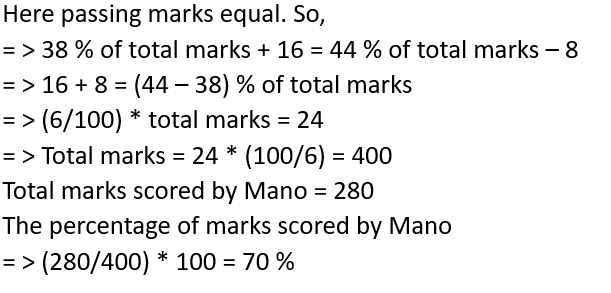 Here passing marks equal. So,
= > 38 % of total marks + 16 = 44 % of total marks – 8
= > 16 + 8 = (44 – 38) % of total marks
= > (6/100) * total marks = 24
= > Total marks = 24 * (100/6) = 400
Total marks scored by Mano = 280
The percentage of marks scored by Mano
= > (280/400) * 100 = 70 %